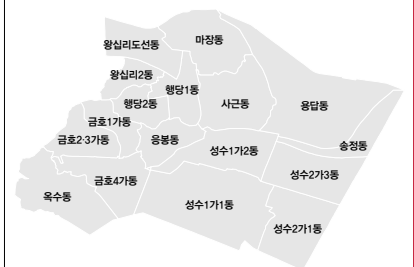 마장동
왕십리도선동
왕십리2동
행당1동
행당2동
사근동
용답동
금호1가동
금호2·3가동
응봉동
송정동
성수1가2동
성수2가3동
금호4가동
옥수동
성수1가1동
성수2가1동